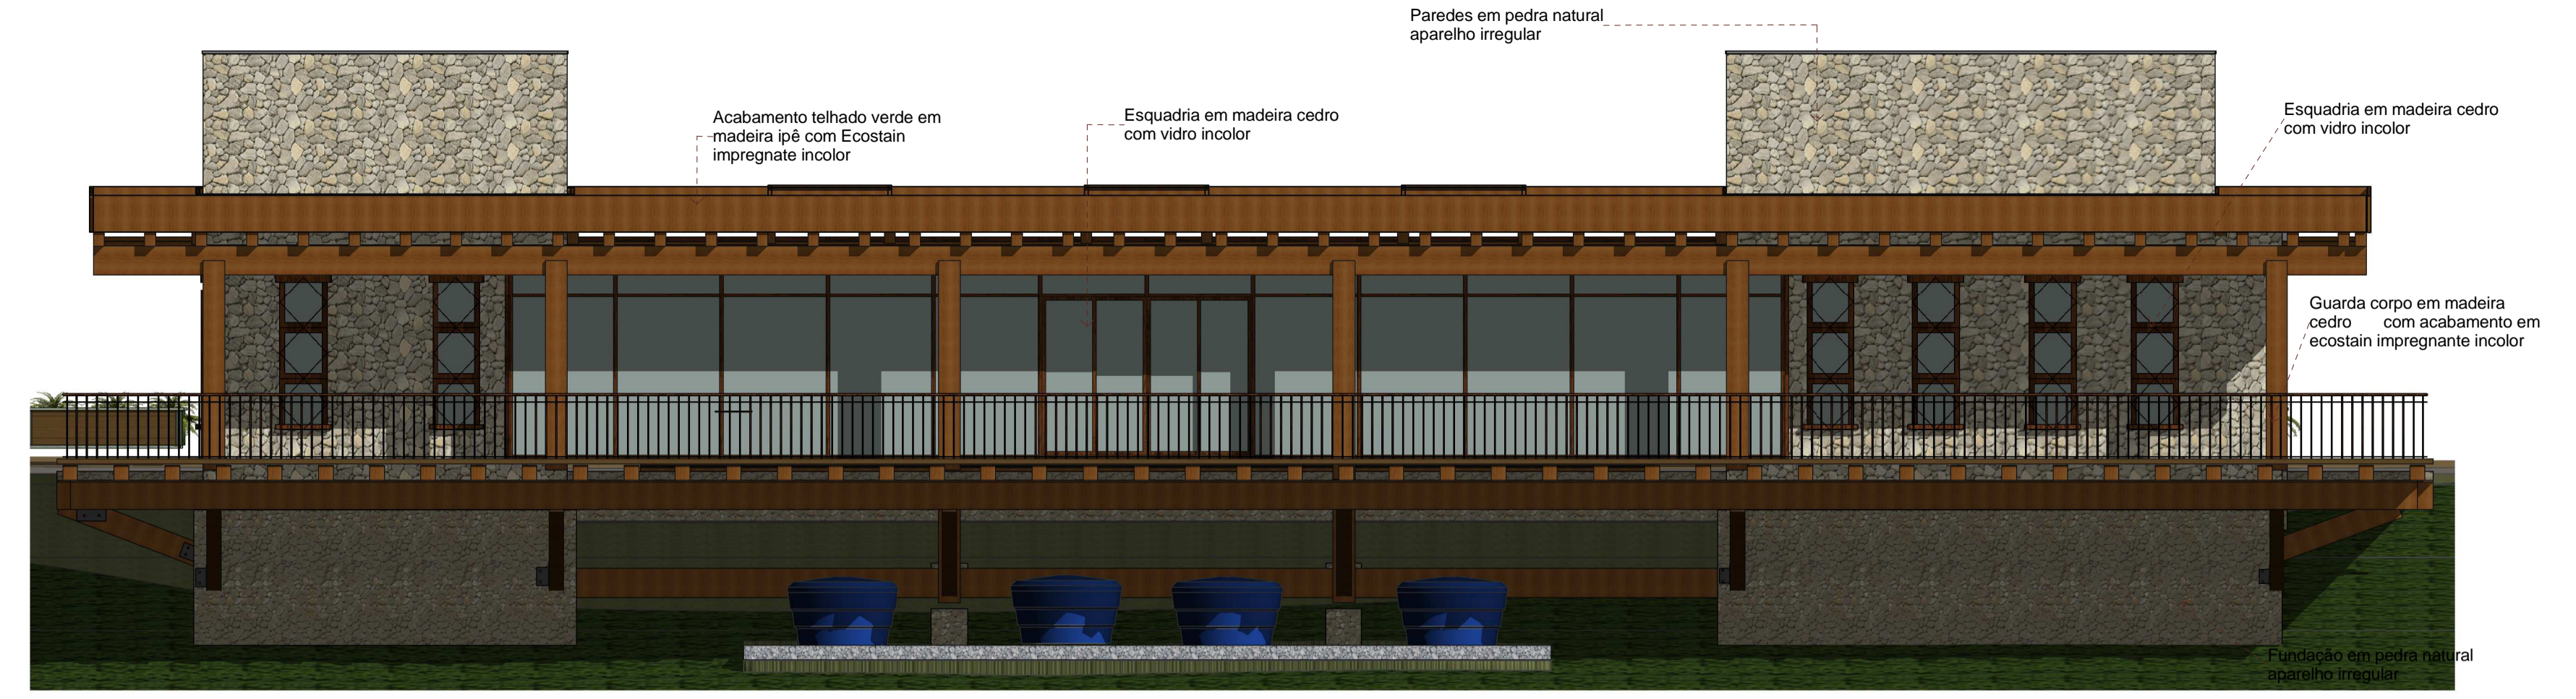 Paredes em pedra natural
aparelho irregular
Acabamento telhado verde em
madeira ipê com Ecostain
impregnate incolor
Esquadria em madeira cedro
com vidro incolor
Esquadria em madeira cedro
com vidro incolor
Guarda corpo em madeira
cedro com acabamento em
ecostain impregnante incolor
Fundação em pedra natural
aparelho irregular